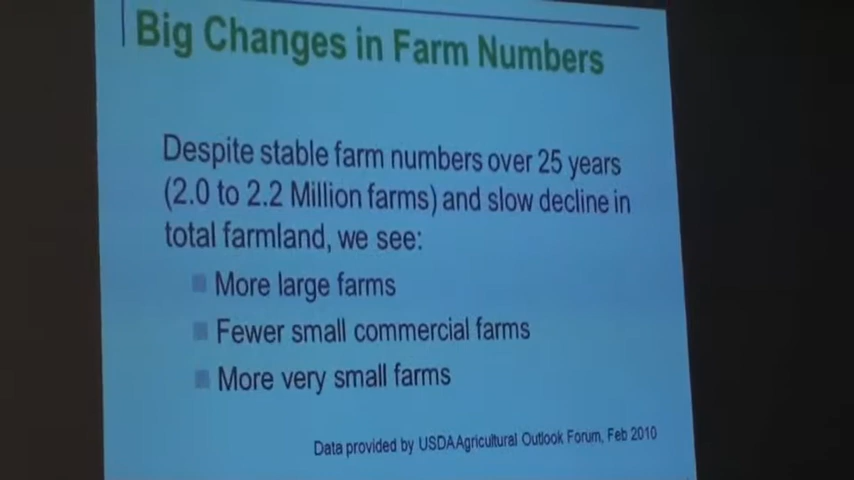 Big Changes in Farm Numbers
Despite stable farm numbers over 25 years
(2.0 to 2.2 Million farms) and slow decline in
total farmland, we see:
More large farms
Fewer small commercial farms
More very small farms
Data provided by USDA Agricultural Outlook Forum, Feb 2010